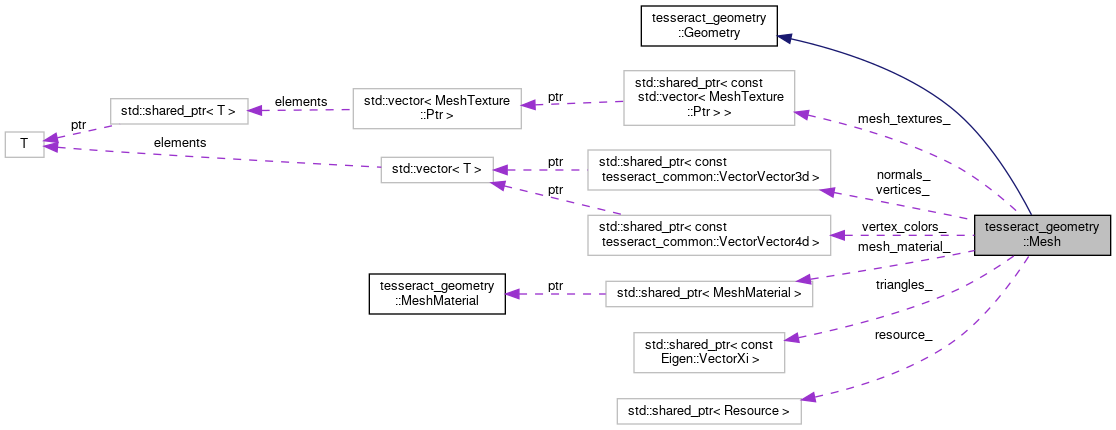 tesseract_geometry
::Geometry
std::shared_ptr< const
std::vector< MeshTexture
::Ptr > >
ptr
std::vector< MeshTexture
::Ptr >
elements
std::shared_ptr< T >
ptr
T
elements
std::vector< T >
mesh_textures_
ptr
std::shared_ptr< const
tesseract_common::VectorVector3d >
normals_
vertices_
ptr
std::shared_ptr< const
tesseract_common::VectorVector4d >
vertex_colors_
tesseract_geometry
::Mesh
mesh_material_
tesseract_geometry
::MeshMaterial
ptr
std::shared_ptr< MeshMaterial >
triangles_
std::shared_ptr< const
Eigen::VectorXi >
resource_
std::shared_ptr< Resource >